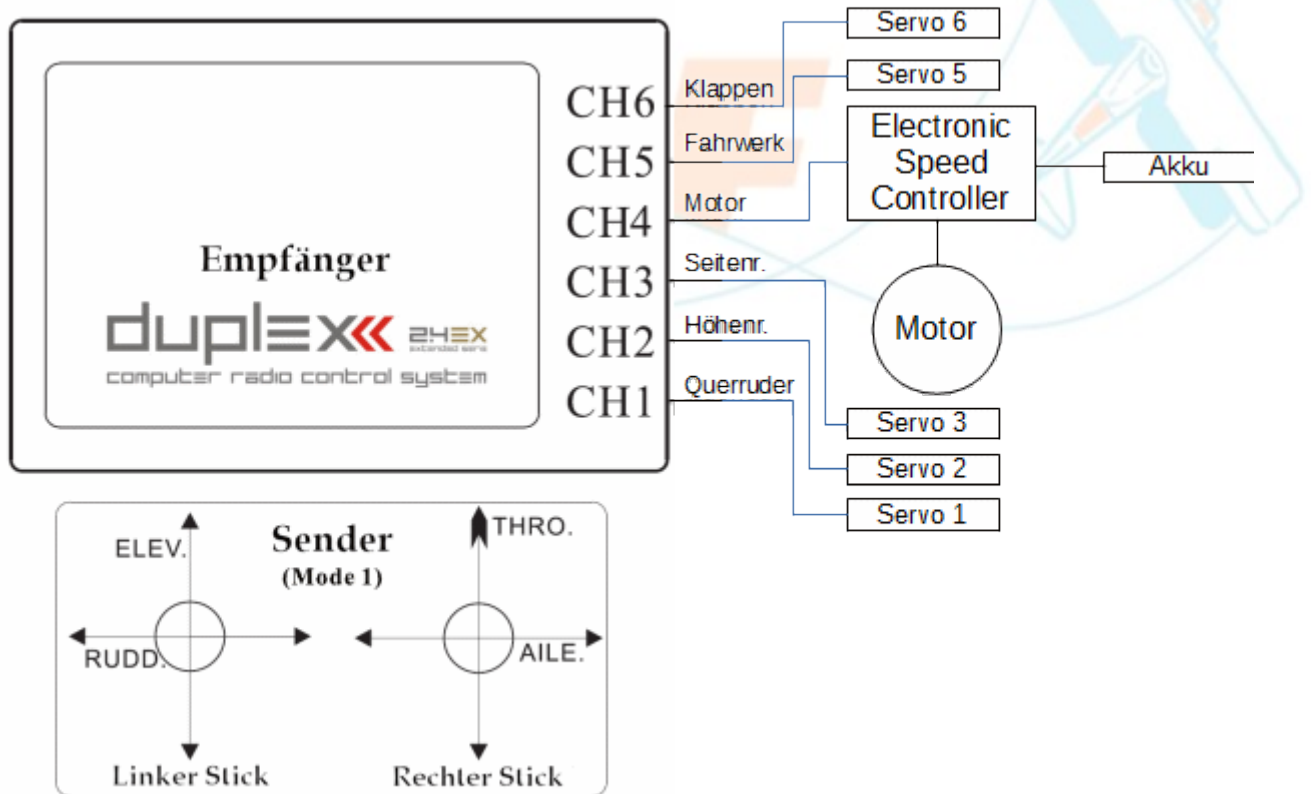 Servo 6
Servo 5
CH6
Klappen
CH5
Fahrwerk
CH4
Motor
Electronic
Speed
Controller
Akku
Empfänger
duplex 2.4EX
extended serie
computer radio control system
CH3
Seitenr.
CH2
Höhenr.
CH1
Querruder
Motor
Servo 3
Servo 2
Servo 1
Sender
(Mode 1)
ELEV.
RUDD.
Linker Stick
THRO.
AILE.
Rechter Stick